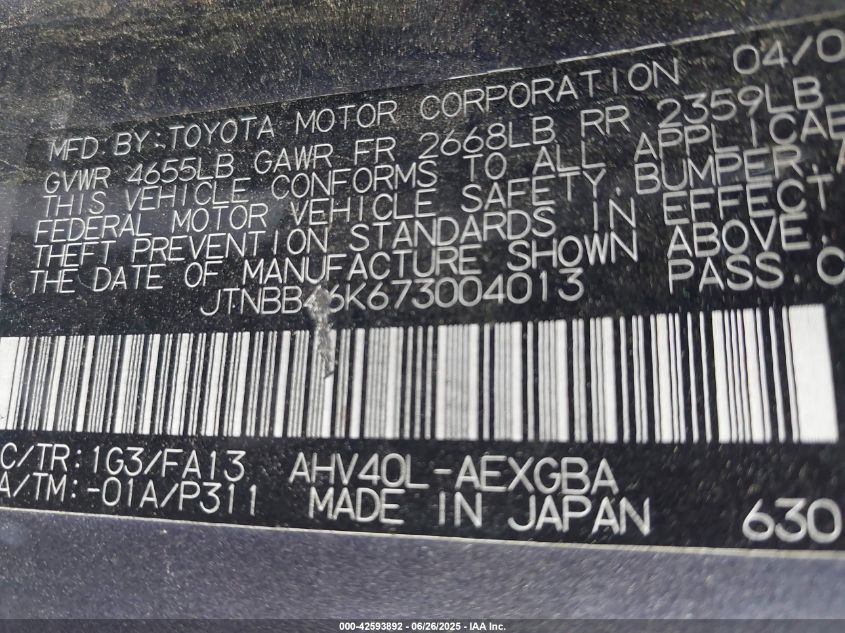 MFD BY: TOYOTA MOTOR CORPORATION 04/0
GVWR 4655LB GAWR FR 2668LB RR 2359LB
THIS VEHICLE CONFORMS TO ALL APPLICAB
FEDERAL MOTOR VEHICLE SAFETY, BUMPER, A
THEFT PREVENTION STANDARDS IN EFFECT
THE DATE OF MANUFACTURE SHOWN ABOVE.
JTNBB46K673004013 PASS.C
C/TR:1G3/FA13 AHV40L-AEXGBA
A/TM:-01A/P311 MADE IN JAPAN 630
000-42593892 | 06/26/2025 | IAA Inc.